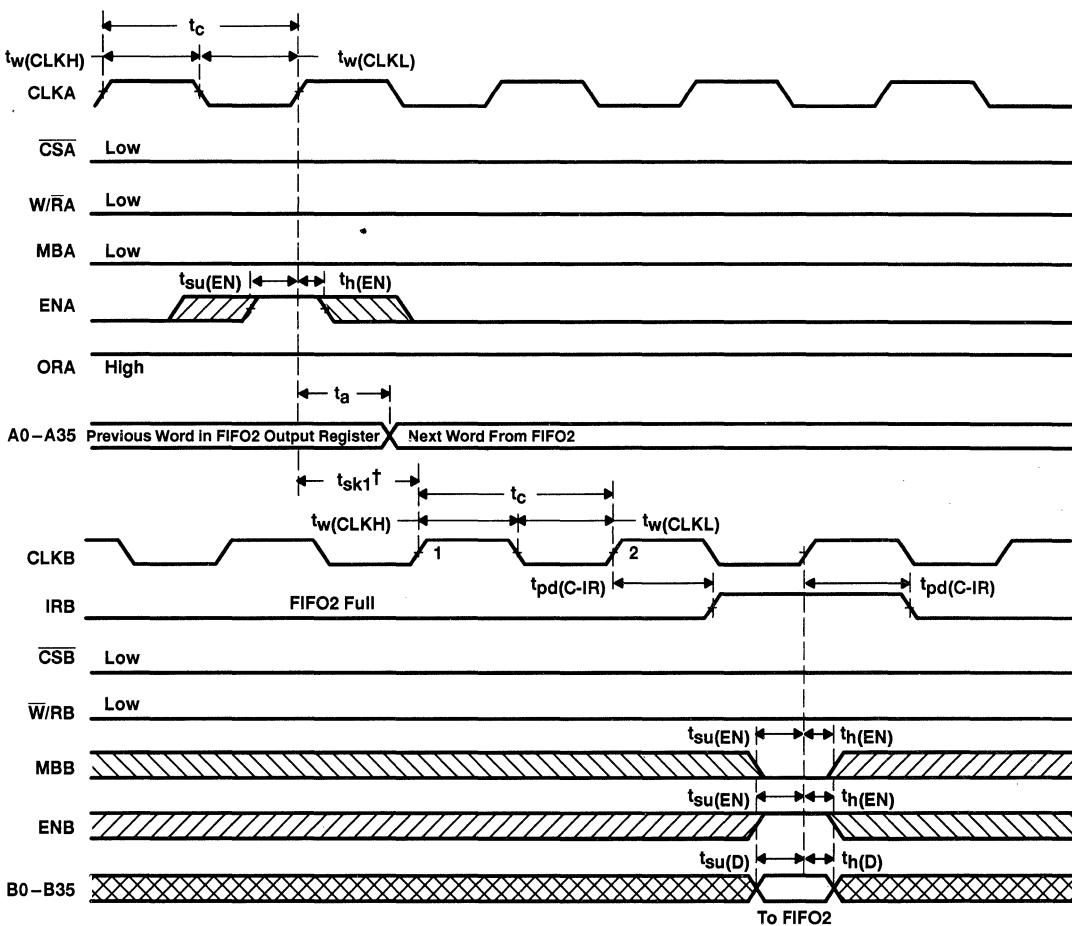 tc
tw(CLKH)
tw(CLKL)
CLKA
CSA
Low
W/RA
Low
MBA
Low
tsu(EN)
th(EN)
ENA
ORA
High
ta
A0–A35
Previous Word in FIFO2 Output Register
Next Word From FIFO2
tsk1†
tc
tw(CLKH)
tw(CLKL)
CLKB
1
2
tpd(C-IR)
tpd(C-IR)
IRB
FIFO2 Full
CSB
Low
W/RB
Low
tsu(EN)
th(EN)
MBB
tsu(EN)
th(EN)
ENB
tsu(D)
th(D)
B0–B35
To FIFO2